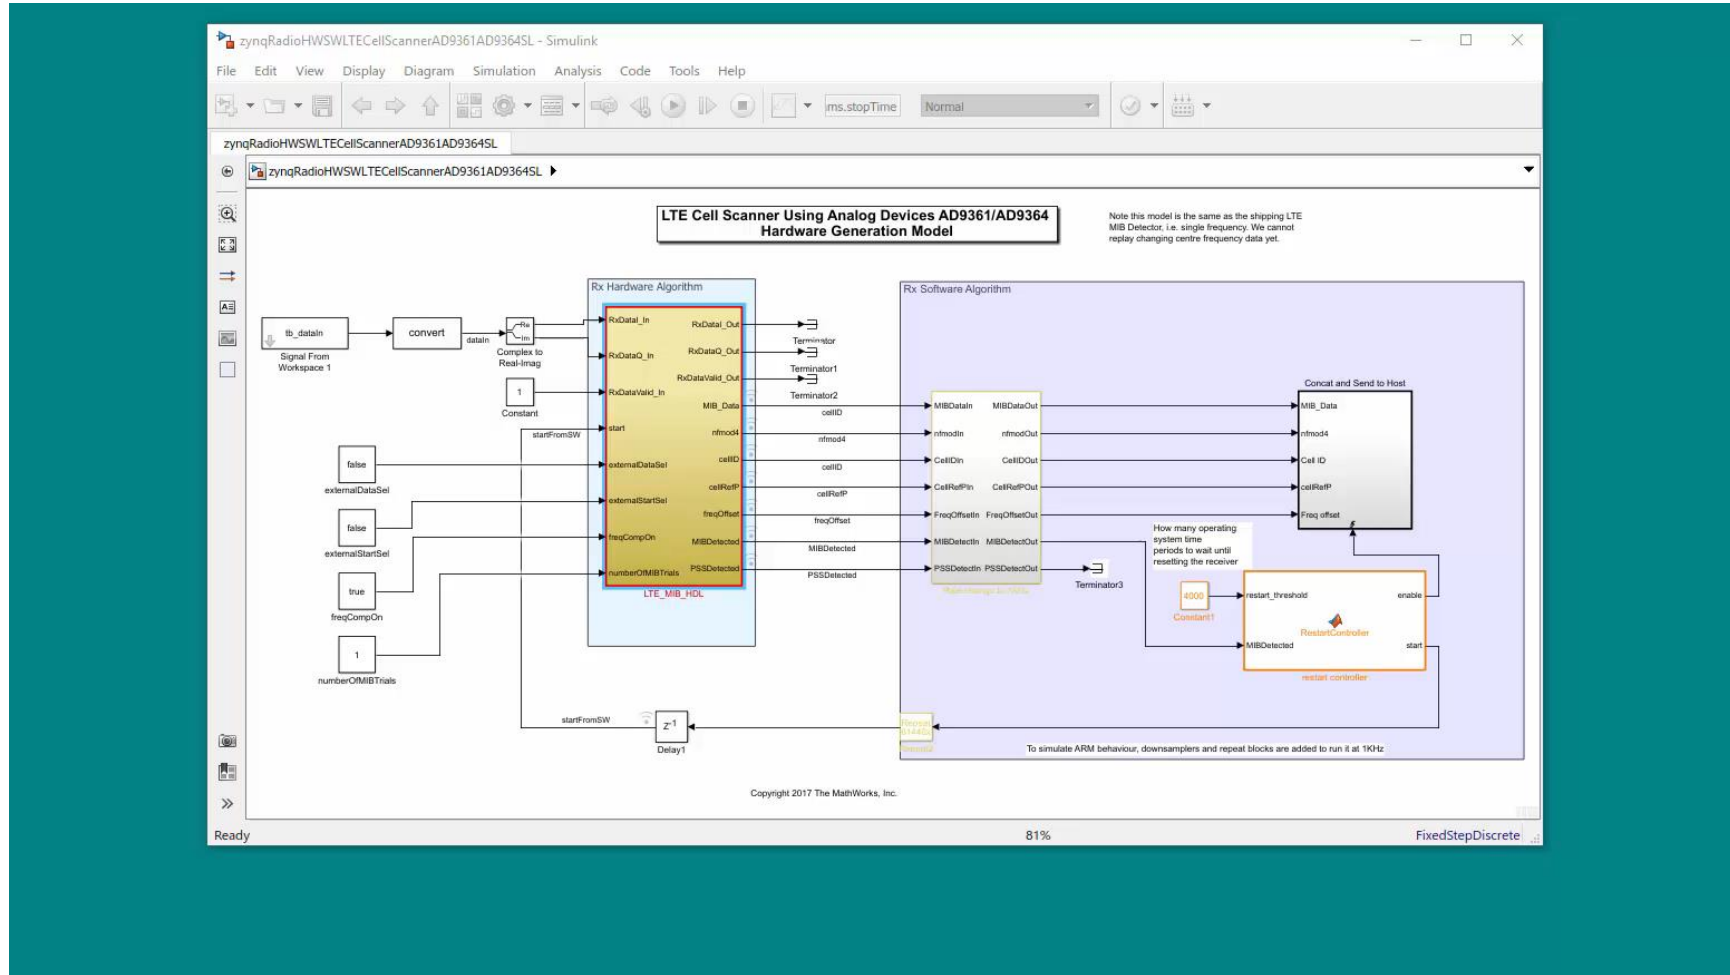 zynqRadioHWSWLTECellScannerAD9361AD9364SL - Simulink
File Edit View Display Diagram Simulation Analysis Code Tools Help
ms.stopTime Normal
zynqRadioHWSWLTECellScannerAD9361AD9364SL
zynqRadioHWSWLTECellScannerAD9361AD9364SL
LTE Cell Scanner Using Analog Devices AD9361/AD9364
Hardware Generation Model
Note this model is the same as the shipping LTE
MIB Detector, i.e. single frequency. We cannot
replay changing centre frequency data yet.
Rx Hardware Algorithm
Rx Software Algorithm
tb_dataIn
Signal From
Workspace 1
convert
dataIn
Re
Im
Complex to
Real-Imag
1
Constant
startFromSW
false
externalDataSel
false
externalStartSel
true
freqCompOn
1
numberOfMIBTrials
RxDataI_In
RxDataQ_In
RxDataValid_In
start
externalDataSel
externalStartSel
freqCompOn
numberOfMIBTrials
RxDataI_Out
RxDataQ_Out
RxDataValid_Out
MIB_Data
nfmod4
cellID
cellRefP
freqOffset
MIBDetected
PSSDetected
LTE_MIB_HDL
Terminator
Terminator1
Terminator2
cellID
nfmod4
cellID
cellRefP
freqOffset
MIBDetected
PSSDetected
MIBDataIn MIBDataOut
nfmodIn nfmodOut
CellIDIn CellIDOut
CellRefPIn CellRefPOut
FreqOffsetIn FreqOffsetOut
MIBDetectIn MIBDetectOut
PSSDetectIn PSSDetectOut
Terminator3
Concat and Send to Host
MIB_Data
nfmod4
Cell ID
cellRefP
Freq offset
How many operating
system time
periods to wait until
resetting the receiver
4000
Constant1
restart_threshold
enable
RestartController
MIBDetected
start
restart controller
startFromSW
Z-1
Delay1
Repeat
To simulate ARM behaviour, downsamplers and repeat blocks are added to run it at 1KHz
Copyright 2017 The MathWorks, Inc.
Ready 81% FixedStepDiscrete